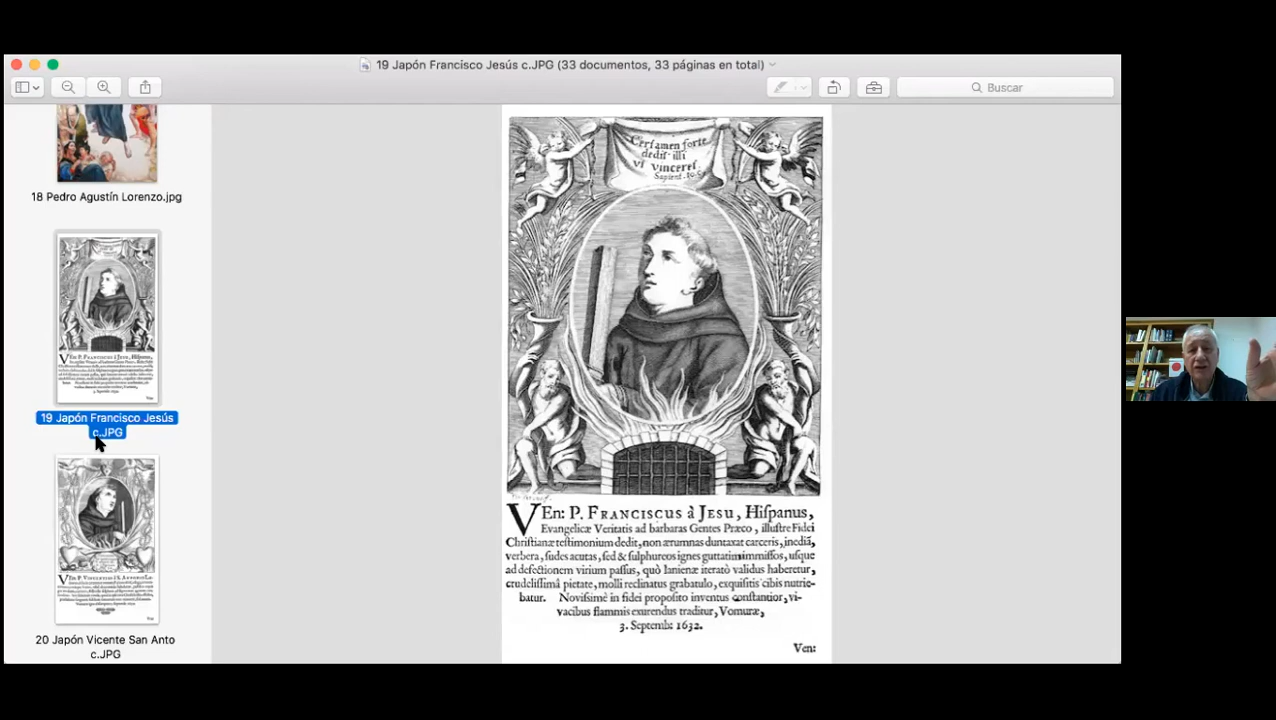 19 Japón Francisco Jesús c.JPG (33 documentos, 33 páginas en total)
Buscar
18 Pedro Agustín Lorenzo.jpg
19 Japón Francisco Jesús
c.JPG
20 Japón Vicente San Anto
c.JPG
Certamen forte
dedit illi
vt vinceret.
Sapient. 10.
VEn: P. FRANCISCUS à JESU, Hiſpanus,
Evangelicæ Veritatis ad barbaras Gentes Præco, illuſtre Fidei
Chriſtianæ teſtimonium dedit, non ærumnas duntaxat carceris, inediã,
verbera, ſudes acutas, ſed & ſulphureos ignes guttatim immiſſos, uſque
ad defectionem virium paſſus, quò lanienæ iteratò validus haberetur,
crudeliſſimâ pietate, molli reclinatus grabatulo, exquiſitis cibis nutrie-
batur. Noviſſimè in fidei propoſito inventus conſtantior, vi-
vacibus flammis exurendus traditur, Vomuræ,
3. Septemb: 1632.
Ven: